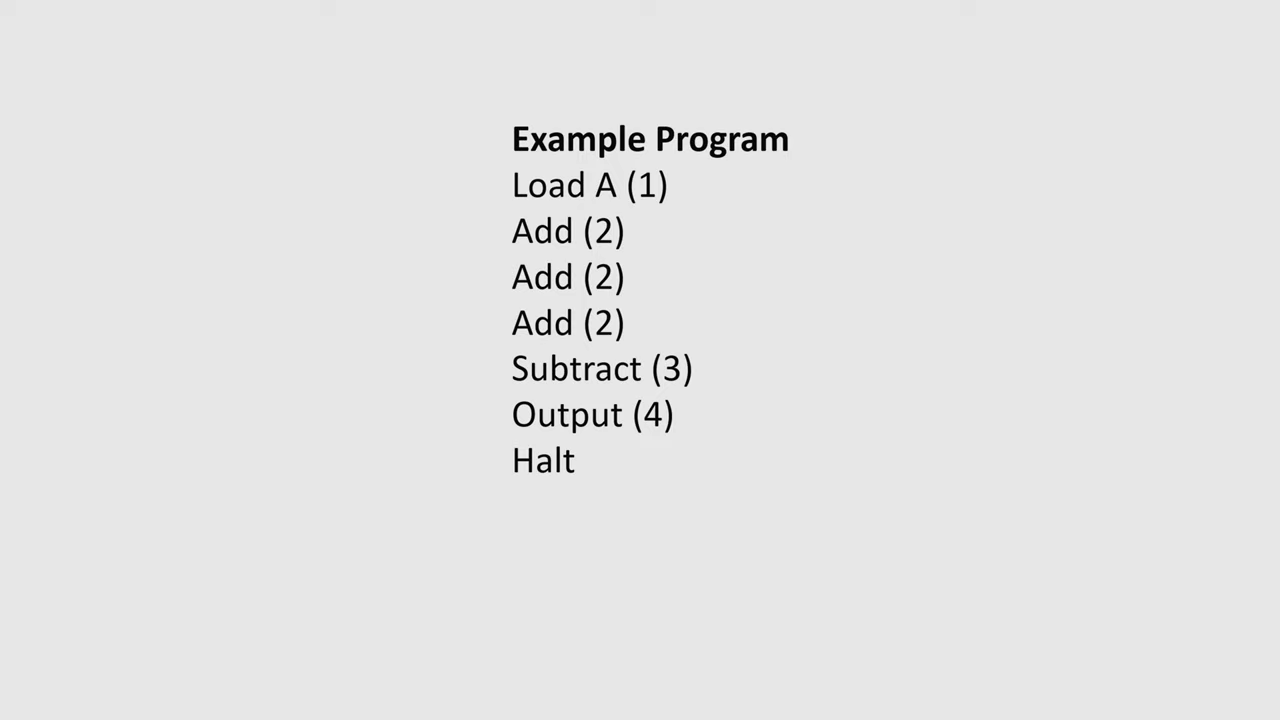 Example Program
Load A (1)
Add (2)
Add (2)
Add (2)
Subtract (3)
Output (4)
Halt